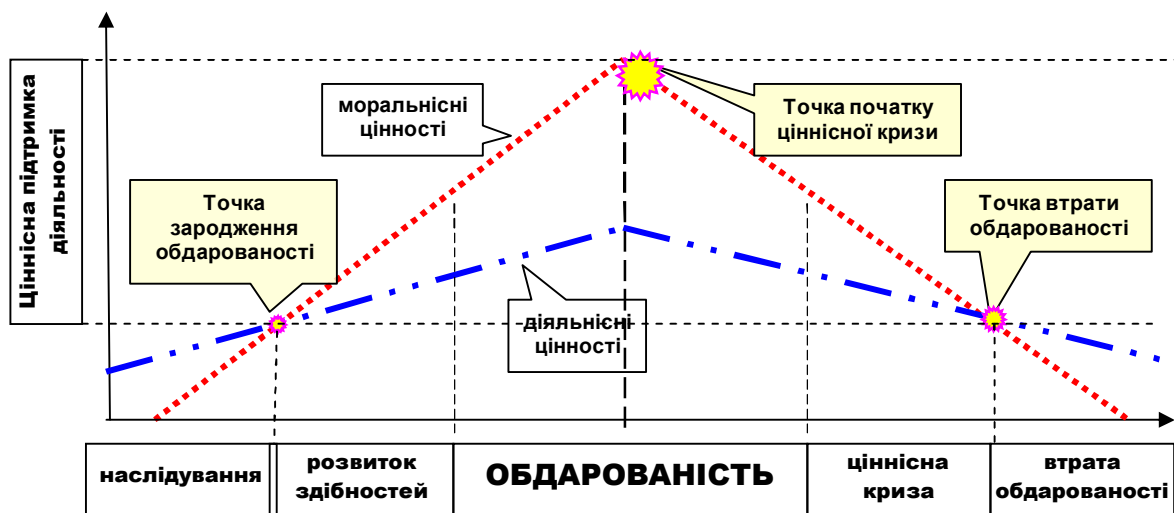 Ціннісна підтримка
діяльності
моральнісні
цінності
Точка початку
ціннісної кризи
Точка
зародження
обдарованості
Точка втрати
обдарованості
діяльнісні
цінності
наслідування
розвиток
здібностей
ОБДАРОВАНІСТЬ
ціннісна
криза
втрата
обдарованості